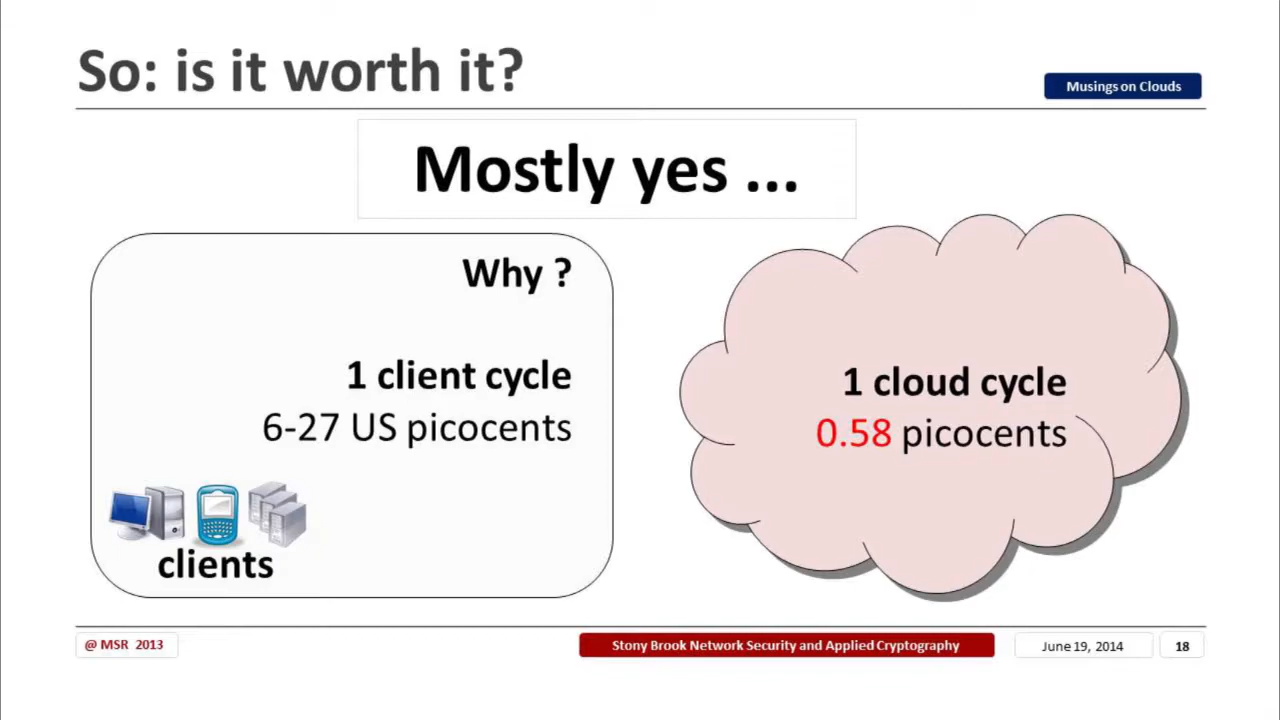 So: is it worth it?
Musings on Clouds
Mostly yes ...
Why ?
1 client cycle
6-27 US picocents
clients
1 cloud cycle
0.58 picocents
@ MSR 2013
Stony Brook Network Security and Applied Cryptography
June 19, 2014
18